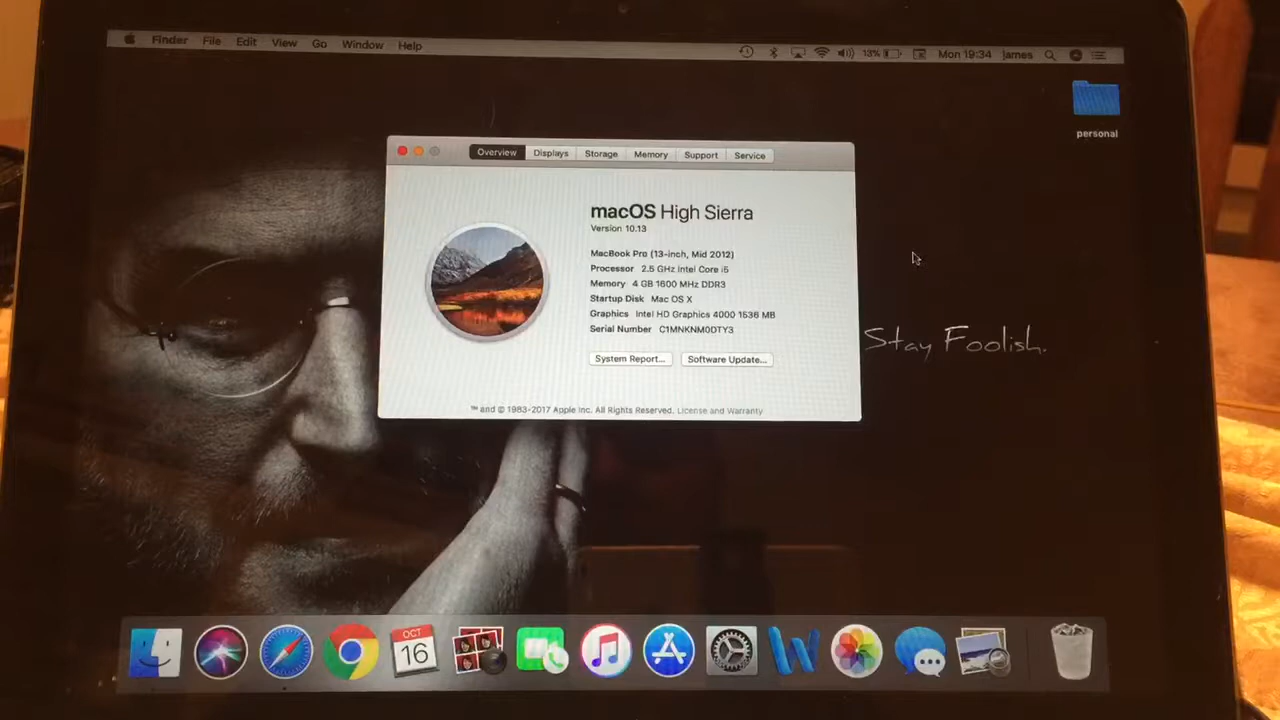 Finder File Edit View Go Window Help 13% Mon 19:34 james
personal
Overview Displays Storage Memory Support Service
macOS High Sierra
Version 10.13
MacBook Pro (13-inch, Mid 2012)
Processor 2.5 GHz Intel Core i5
Memory 4 GB 1600 MHz DDR3
Startup Disk Mac OS X
Graphics Intel HD Graphics 4000 1536 MB
Serial Number C1MNKNM0DTY3
System Report... Software Update...
™ and © 1983-2017 Apple Inc. All Rights Reserved. License and Warranty
Stay Foolish.
OCT
16